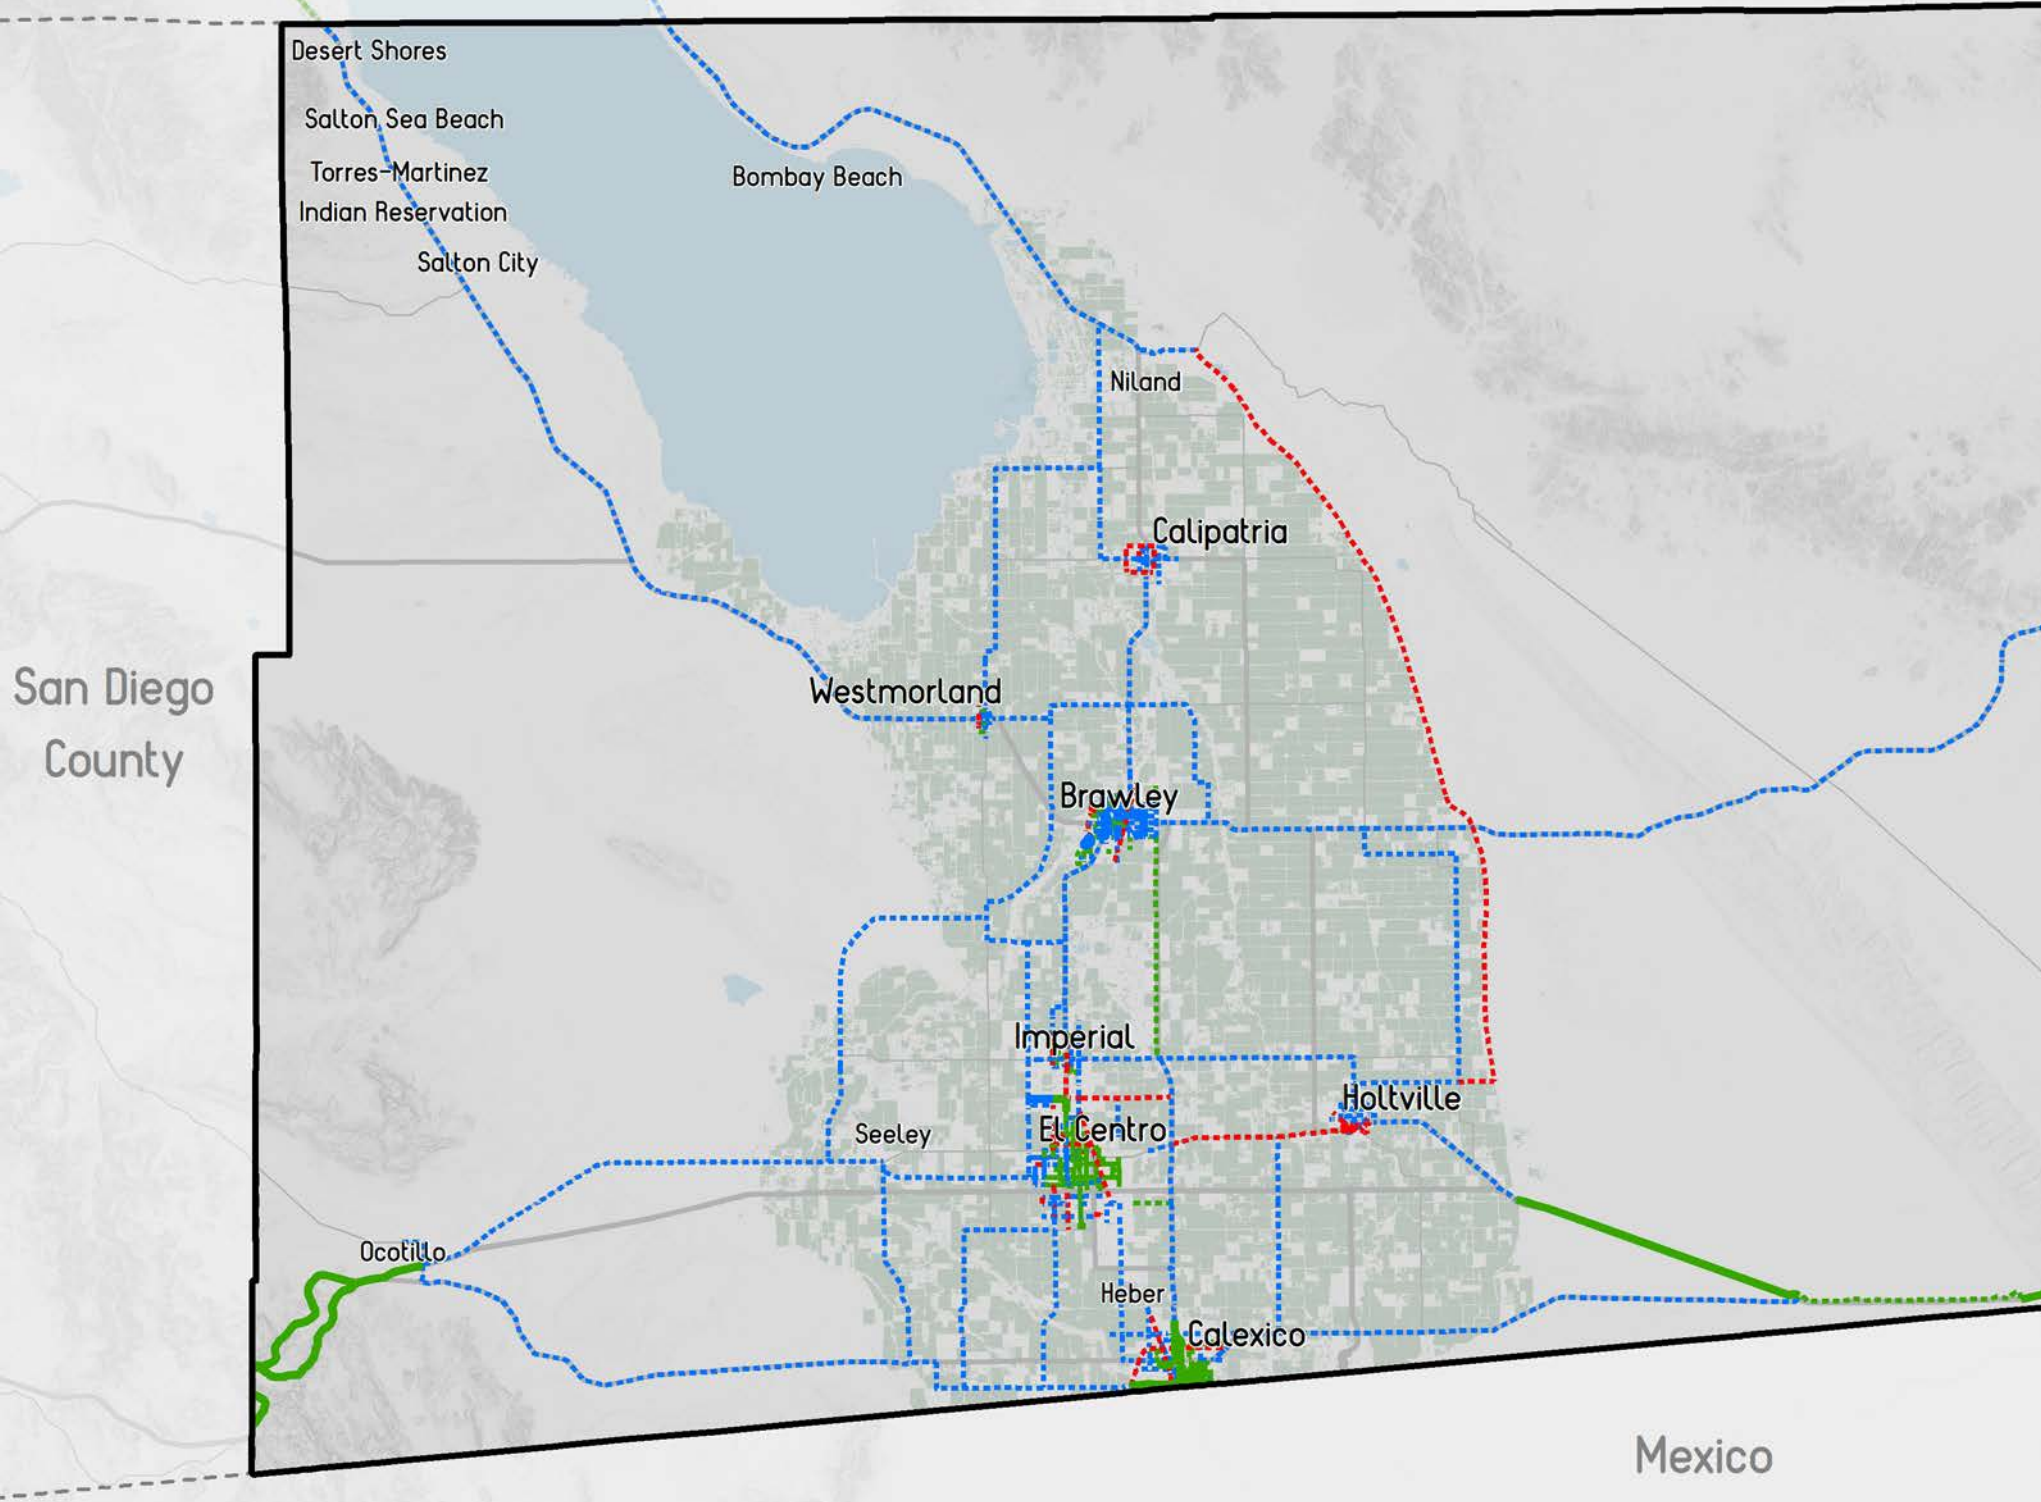 Desert Shores
Salton Sea Beach
Torres-Martinez
Indian Reservation
Bombay Beach
Salton City
Niland
Calipatria
San Diego
County
Westmorland
Brawley
Imperial
Holtville
El Centro
Seeley
Ocotillo
Heber
Calexico
Mexico